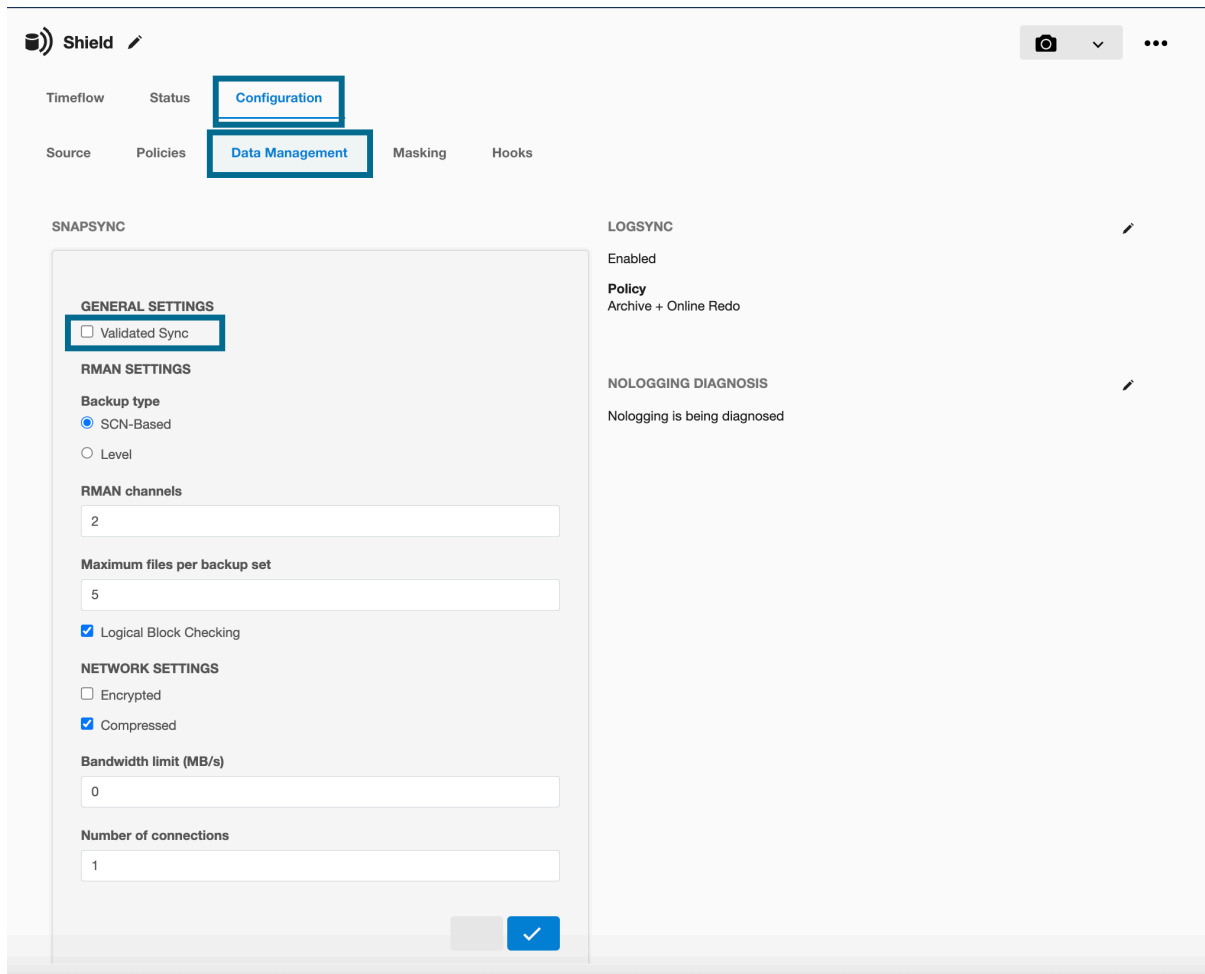 Shield
Timeflow Status Configuration
Source Policies Data Management Masking Hooks
SNAPSYNC
GENERAL SETTINGS
Validated Sync
RMAN SETTINGS
Backup type
SCN-Based
Level
RMAN channels
2
Maximum files per backup set
5
Logical Block Checking
NETWORK SETTINGS
Encrypted
Compressed
Bandwidth limit (MB/s)
0
Number of connections
1
LOGSYNC
Enabled
Policy
Archive + Online Redo
NOLOGGING DIAGNOSIS
Nologging is being diagnosed